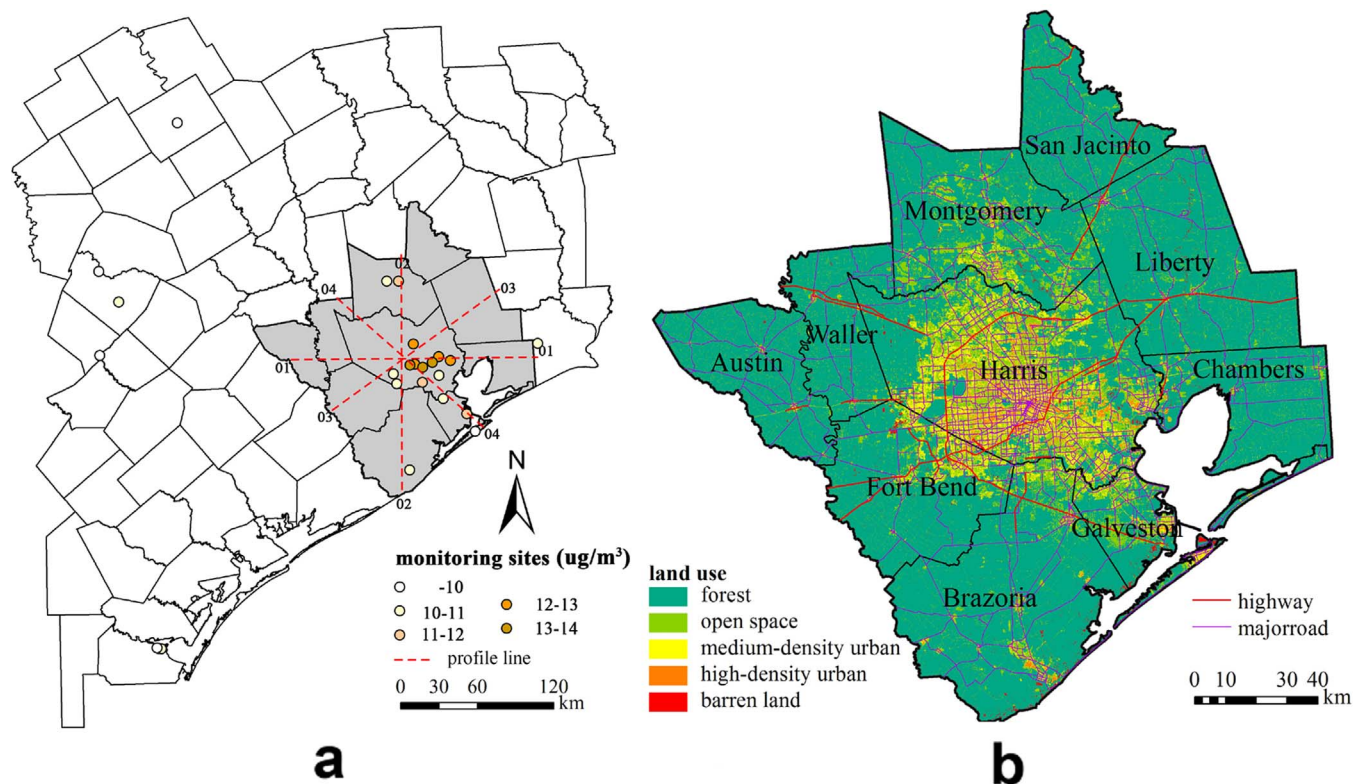 02
04
03
01
01
03
04
02
N
monitoring sites (ug/m³)
-10
10-11
11-12
12-13
13-14
profile line
0 30 60 120
km
a
San Jacinto
Montgomery
Liberty
Waller
Austin
Harris
Chambers
Fort Bend
Galveston
Brazoria
land use
forest
open space
medium-density urban
high-density urban
barren land
highway
majorroad
0 10 20 30 40
km
b